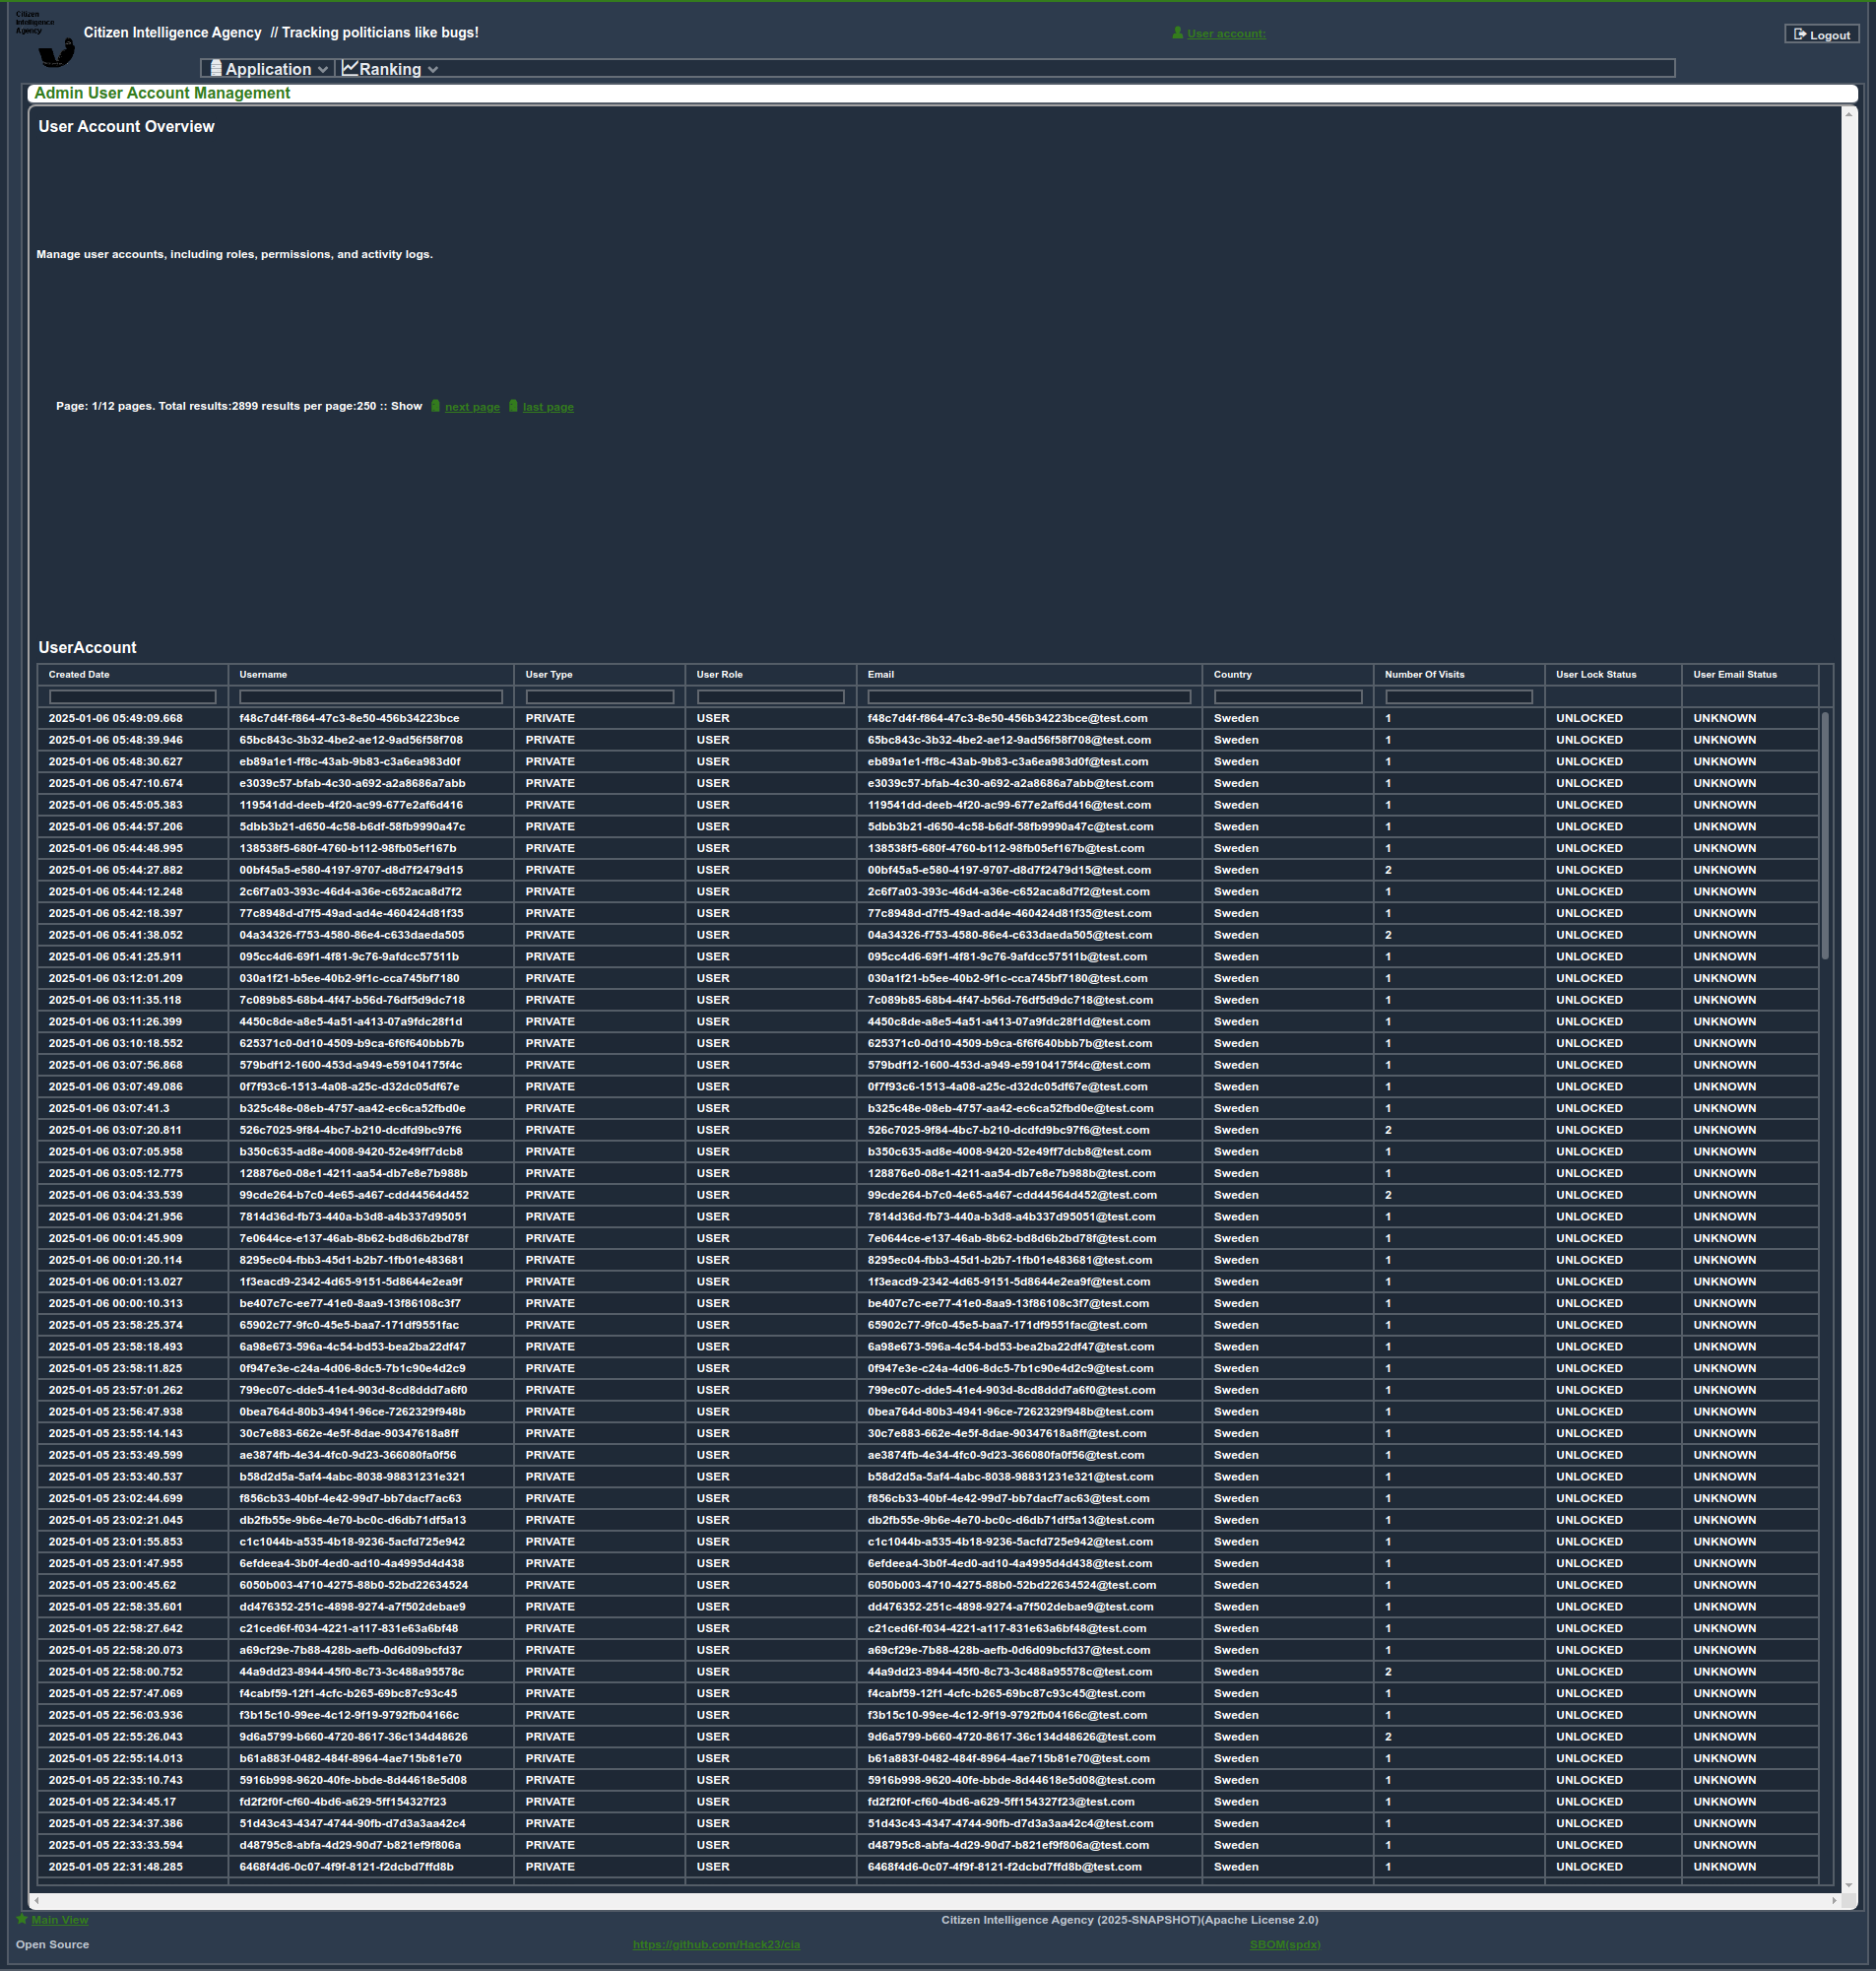 Citizen
Intelligence
Agency
Citizen Intelligence Agency // Tracking politicians like bugs!
User account:
Logout
Application Ranking
Admin User Account Management
User Account Overview
Manage user accounts, including roles, permissions, and activity logs.
Page: 1/12 pages. Total results:2899 results per page:250 :: Show next page last page
UserAccount
Created Date Username User Type User Role Email Country Number Of Visits User Lock Status User Email Status
2025-01-06 05:49:09.668 f48c7d4f-f864-47c3-8e50-456b34223bce PRIVATE USER f48c7d4f-f864-47c3-8e50-456b34223bce@test.com Sweden 1 UNLOCKED UNKNOWN
2025-01-06 05:48:39.946 65bc843c-3b32-4be2-ae12-9ad56f58f708 PRIVATE USER 65bc843c-3b32-4be2-ae12-9ad56f58f708@test.com Sweden 1 UNLOCKED UNKNOWN
2025-01-06 05:48:30.627 eb89a1e1-ff8c-43ab-9b83-c3a6ea983d0f PRIVATE USER eb89a1e1-ff8c-43ab-9b83-c3a6ea983d0f@test.com Sweden 1 UNLOCKED UNKNOWN
2025-01-06 05:47:10.674 e3039c57-bfab-4c30-a692-a2a8686a7abb PRIVATE USER e3039c57-bfab-4c30-a692-a2a8686a7abb@test.com Sweden 1 UNLOCKED UNKNOWN
2025-01-06 05:45:05.383 119541dd-deeb-4f20-ac99-677e2af6d416 PRIVATE USER 119541dd-deeb-4f20-ac99-677e2af6d416@test.com Sweden 1 UNLOCKED UNKNOWN
2025-01-06 05:44:57.206 5dbb3b21-d650-4c58-b6df-58fb9990a47c PRIVATE USER 5dbb3b21-d650-4c58-b6df-58fb9990a47c@test.com Sweden 1 UNLOCKED UNKNOWN
2025-01-06 05:44:48.995 138538f5-680f-4760-b112-98fb05ef167b PRIVATE USER 138538f5-680f-4760-b112-98fb05ef167b@test.com Sweden 1 UNLOCKED UNKNOWN
2025-01-06 05:44:27.882 00bf45a5-e580-4197-9707-d8d7f2479d15 PRIVATE USER 00bf45a5-e580-4197-9707-d8d7f2479d15@test.com Sweden 2 UNLOCKED UNKNOWN
2025-01-06 05:44:12.248 2c6f7a03-393c-46d4-a36e-c652aca8d7f2 PRIVATE USER 2c6f7a03-393c-46d4-a36e-c652aca8d7f2@test.com Sweden 1 UNLOCKED UNKNOWN
2025-01-06 05:42:18.397 77c8948d-d7f5-49ad-ad4e-460424d81f35 PRIVATE USER 77c8948d-d7f5-49ad-ad4e-460424d81f35@test.com Sweden 1 UNLOCKED UNKNOWN
2025-01-06 05:41:38.052 04a34326-f753-4580-86e4-c633daeda505 PRIVATE USER 04a34326-f753-4580-86e4-c633daeda505@test.com Sweden 2 UNLOCKED UNKNOWN
2025-01-06 05:41:25.911 095cc4d6-69f1-4f81-9c76-9afdcc57511b PRIVATE USER 095cc4d6-69f1-4f81-9c76-9afdcc57511b@test.com Sweden 1 UNLOCKED UNKNOWN
2025-01-06 03:12:01.209 030a1f21-b5ee-40b2-9f1c-cca745bf7180 PRIVATE USER 030a1f21-b5ee-40b2-9f1c-cca745bf7180@test.com Sweden 1 UNLOCKED UNKNOWN
2025-01-06 03:11:35.118 7c089b85-68b4-4f47-b56d-76df5d9dc718 PRIVATE USER 7c089b85-68b4-4f47-b56d-76df5d9dc718@test.com Sweden 1 UNLOCKED UNKNOWN
2025-01-06 03:11:26.399 4450c8de-a8e5-4a51-a413-07a9fdc28f1d PRIVATE USER 4450c8de-a8e5-4a51-a413-07a9fdc28f1d@test.com Sweden 1 UNLOCKED UNKNOWN
2025-01-06 03:10:18.552 625371c0-0d10-4509-b9ca-6f6f640bbb7b PRIVATE USER 625371c0-0d10-4509-b9ca-6f6f640bbb7b@test.com Sweden 1 UNLOCKED UNKNOWN
2025-01-06 03:07:56.868 579bdf12-1600-453d-a949-e59104175f4c PRIVATE USER 579bdf12-1600-453d-a949-e59104175f4c@test.com Sweden 1 UNLOCKED UNKNOWN
2025-01-06 03:07:49.086 0f7f93c6-1513-4a08-a25c-d32dc05df67e PRIVATE USER 0f7f93c6-1513-4a08-a25c-d32dc05df67e@test.com Sweden 1 UNLOCKED UNKNOWN
2025-01-06 03:07:41.3 b325c48e-08eb-4757-aa42-ec6ca52fbd0e PRIVATE USER b325c48e-08eb-4757-aa42-ec6ca52fbd0e@test.com Sweden 1 UNLOCKED UNKNOWN
2025-01-06 03:07:20.811 526c7025-9f84-4bc7-b210-dcdfd9bc97f6 PRIVATE USER 526c7025-9f84-4bc7-b210-dcdfd9bc97f6@test.com Sweden 2 UNLOCKED UNKNOWN
2025-01-06 03:07:05.958 b350c635-ad8e-4008-9420-52e49ff7dcb8 PRIVATE USER b350c635-ad8e-4008-9420-52e49ff7dcb8@test.com Sweden 1 UNLOCKED UNKNOWN
2025-01-06 03:05:12.775 128876e0-08e1-4211-aa54-db7e8e7b988b PRIVATE USER 128876e0-08e1-4211-aa54-db7e8e7b988b@test.com Sweden 1 UNLOCKED UNKNOWN
2025-01-06 03:04:33.539 99cde264-b7c0-4e65-a467-cdd44564d452 PRIVATE USER 99cde264-b7c0-4e65-a467-cdd44564d452@test.com Sweden 2 UNLOCKED UNKNOWN
2025-01-06 03:04:21.956 7814d36d-fb73-440a-b3d8-a4b337d95051 PRIVATE USER 7814d36d-fb73-440a-b3d8-a4b337d95051@test.com Sweden 1 UNLOCKED UNKNOWN
2025-01-06 00:01:45.909 7e0644ce-e137-46ab-8b62-bd8d6b2bd78f PRIVATE USER 7e0644ce-e137-46ab-8b62-bd8d6b2bd78f@test.com Sweden 1 UNLOCKED UNKNOWN
2025-01-06 00:01:20.114 8295ec04-fbb3-45d1-b2b7-1fb01e483681 PRIVATE USER 8295ec04-fbb3-45d1-b2b7-1fb01e483681@test.com Sweden 1 UNLOCKED UNKNOWN
2025-01-06 00:01:13.027 1f3eacd9-2342-4d65-9151-5d8644e2ea9f PRIVATE USER 1f3eacd9-2342-4d65-9151-5d8644e2ea9f@test.com Sweden 1 UNLOCKED UNKNOWN
2025-01-06 00:00:10.313 be407c7c-ee77-41e0-8aa9-13f86108c3f7 PRIVATE USER be407c7c-ee77-41e0-8aa9-13f86108c3f7@test.com Sweden 1 UNLOCKED UNKNOWN
2025-01-05 23:58:25.374 65902c77-9fc0-45e5-baa7-171df9551fac PRIVATE USER 65902c77-9fc0-45e5-baa7-171df9551fac@test.com Sweden 1 UNLOCKED UNKNOWN
2025-01-05 23:58:18.493 6a98e673-596a-4c54-bd53-bea2ba22df47 PRIVATE USER 6a98e673-596a-4c54-bd53-bea2ba22df47@test.com Sweden 1 UNLOCKED UNKNOWN
2025-01-05 23:58:11.825 0f947e3e-c24a-4d06-8dc5-7b1c90e4d2c9 PRIVATE USER 0f947e3e-c24a-4d06-8dc5-7b1c90e4d2c9@test.com Sweden 1 UNLOCKED UNKNOWN
2025-01-05 23:57:01.262 799ec07c-dde5-41e4-903d-8cd8ddd7a6f0 PRIVATE USER 799ec07c-dde5-41e4-903d-8cd8ddd7a6f0@test.com Sweden 1 UNLOCKED UNKNOWN
2025-01-05 23:56:47.938 0bea764d-80b3-4941-96ce-7262329f948b PRIVATE USER 0bea764d-80b3-4941-96ce-7262329f948b@test.com Sweden 1 UNLOCKED UNKNOWN
2025-01-05 23:55:14.143 30c7e883-662e-4e5f-8dae-90347618a8ff PRIVATE USER 30c7e883-662e-4e5f-8dae-90347618a8ff@test.com Sweden 1 UNLOCKED UNKNOWN
2025-01-05 23:53:49.599 ae3874fb-4e34-4fc0-9d23-366080fa0f56 PRIVATE USER ae3874fb-4e34-4fc0-9d23-366080fa0f56@test.com Sweden 1 UNLOCKED UNKNOWN
2025-01-05 23:53:40.537 b58d2d5a-5af4-4abc-8038-98831231e321 PRIVATE USER b58d2d5a-5af4-4abc-8038-98831231e321@test.com Sweden 1 UNLOCKED UNKNOWN
2025-01-05 23:02:44.699 f856cb33-40bf-4e42-99d7-bb7dacf7ac63 PRIVATE USER f856cb33-40bf-4e42-99d7-bb7dacf7ac63@test.com Sweden 1 UNLOCKED UNKNOWN
2025-01-05 23:02:21.045 db2fb55e-9b6e-4e70-bc0c-d6db71df5a13 PRIVATE USER db2fb55e-9b6e-4e70-bc0c-d6db71df5a13@test.com Sweden 1 UNLOCKED UNKNOWN
2025-01-05 23:01:55.853 c1c1044b-a535-4b18-9236-5acfd725e942 PRIVATE USER c1c1044b-a535-4b18-9236-5acfd725e942@test.com Sweden 1 UNLOCKED UNKNOWN
2025-01-05 23:01:47.955 6efdeea4-3b0f-4ed0-ad10-4a4995d4d438 PRIVATE USER 6efdeea4-3b0f-4ed0-ad10-4a4995d4d438@test.com Sweden 1 UNLOCKED UNKNOWN
2025-01-05 23:00:45.62 6050b003-4710-4275-88b0-52bd22634524 PRIVATE USER 6050b003-4710-4275-88b0-52bd22634524@test.com Sweden 1 UNLOCKED UNKNOWN
2025-01-05 22:58:35.601 dd476352-251c-4898-9274-a7f502debae9 PRIVATE USER dd476352-251c-4898-9274-a7f502debae9@test.com Sweden 1 UNLOCKED UNKNOWN
2025-01-05 22:58:27.642 c21ced6f-f034-4221-a117-831e63a6bf48 PRIVATE USER c21ced6f-f034-4221-a117-831e63a6bf48@test.com Sweden 1 UNLOCKED UNKNOWN
2025-01-05 22:58:20.073 a69cf29e-7b88-428b-aefb-0d6d09bcfd37 PRIVATE USER a69cf29e-7b88-428b-aefb-0d6d09bcfd37@test.com Sweden 1 UNLOCKED UNKNOWN
2025-01-05 22:58:00.752 44a9dd23-8944-45f0-8c73-3c488a95578c PRIVATE USER 44a9dd23-8944-45f0-8c73-3c488a95578c@test.com Sweden 2 UNLOCKED UNKNOWN
2025-01-05 22:57:47.069 f4cabf59-12f1-4cfc-b265-69bc87c93c45 PRIVATE USER f4cabf59-12f1-4cfc-b265-69bc87c93c45@test.com Sweden 1 UNLOCKED UNKNOWN
2025-01-05 22:56:03.936 f3b15c10-99ee-4c12-9f19-9792fb04166c PRIVATE USER f3b15c10-99ee-4c12-9f19-9792fb04166c@test.com Sweden 1 UNLOCKED UNKNOWN
2025-01-05 22:55:26.043 9d6a5799-b660-4720-8617-36c134d48626 PRIVATE USER 9d6a5799-b660-4720-8617-36c134d48626@test.com Sweden 2 UNLOCKED UNKNOWN
2025-01-05 22:55:14.013 b61a883f-0482-484f-8964-4ae715b81e70 PRIVATE USER b61a883f-0482-484f-8964-4ae715b81e70@test.com Sweden 1 UNLOCKED UNKNOWN
2025-01-05 22:35:10.743 5916b998-9620-40fe-bbde-8d44618e5d08 PRIVATE USER 5916b998-9620-40fe-bbde-8d44618e5d08@test.com Sweden 1 UNLOCKED UNKNOWN
2025-01-05 22:34:45.17 fd2f2f0f-cf60-4bd6-a629-5ff154327f23 PRIVATE USER fd2f2f0f-cf60-4bd6-a629-5ff154327f23@test.com Sweden 1 UNLOCKED UNKNOWN
2025-01-05 22:34:37.386 51d43c43-4347-4744-90fb-d7d3a3aa42c4 PRIVATE USER 51d43c43-4347-4744-90fb-d7d3a3aa42c4@test.com Sweden 1 UNLOCKED UNKNOWN
2025-01-05 22:33:33.594 d48795c8-abfa-4d29-90d7-b821ef9f806a PRIVATE USER d48795c8-abfa-4d29-90d7-b821ef9f806a@test.com Sweden 1 UNLOCKED UNKNOWN
2025-01-05 22:31:48.285 6468f4d6-0c07-4f9f-8121-f2dcbd7ffd8b PRIVATE USER 6468f4d6-0c07-4f9f-8121-f2dcbd7ffd8b@test.com Sweden 1 UNLOCKED UNKNOWN
Main View Citizen Intelligence Agency (2025-SNAPSHOT)(Apache License 2.0)
Open Source https://github.com/Hack23/cia SBOM(spdx)